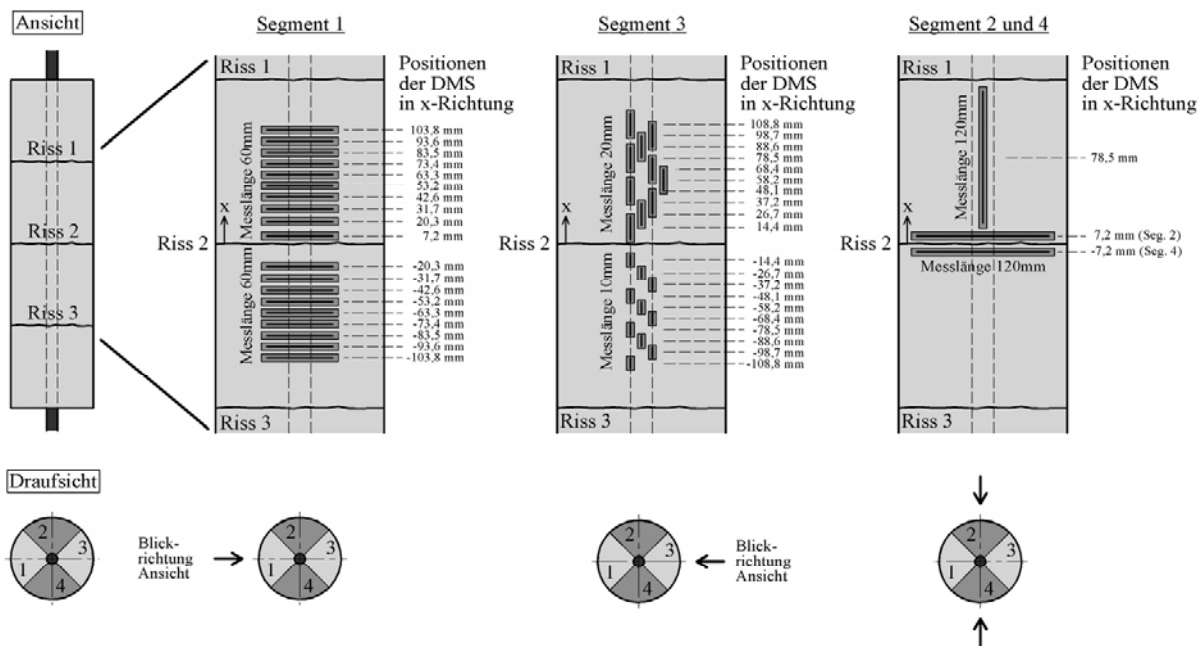 Ansicht
Riss 1
Riss 2
Riss 3
Segment 1
Riss 1
Positionen
der DMS
in x-Richtung
Messlänge 60mm
103,8 mm
93,6 mm
83,5 mm
73,4 mm
63,3 mm
53,2 mm
42,6 mm
31,7 mm
20,3 mm
7,2 mm
x
Riss 2
Messlänge 60mm
-20,3 mm
-31,7 mm
-42,6 mm
-53,2 mm
-63,3 mm
-73,4 mm
-83,5 mm
-93,6 mm
-103,8 mm
Riss 3
Segment 3
Riss 1
Positionen
der DMS
in x-Richtung
Messlänge 20mm
108,8 mm
98,7 mm
88,6 mm
78,5 mm
68,4 mm
58,2 mm
48,1 mm
37,2 mm
26,7 mm
14,4 mm
x
Riss 2
Messlänge 10mm
-14,4 mm
-26,7 mm
-37,2 mm
-48,1 mm
-58,2 mm
-68,4 mm
-78,5 mm
-88,6 mm
-98,7 mm
-108,8 mm
Riss 3
Segment 2 und 4
Riss 1
Positionen
der DMS
in x-Richtung
Messlänge 120mm
78,5 mm
x
7,2 mm (Seg. 2)
Riss 2
-7,2 mm (Seg. 4)
Messlänge 120mm
Riss 3
Draufsicht
2
3
1
4
Blick-
richtung
Ansicht
2
3
1
4
2
3
1
4
Blick-
richtung
Ansicht
2
3
1
4